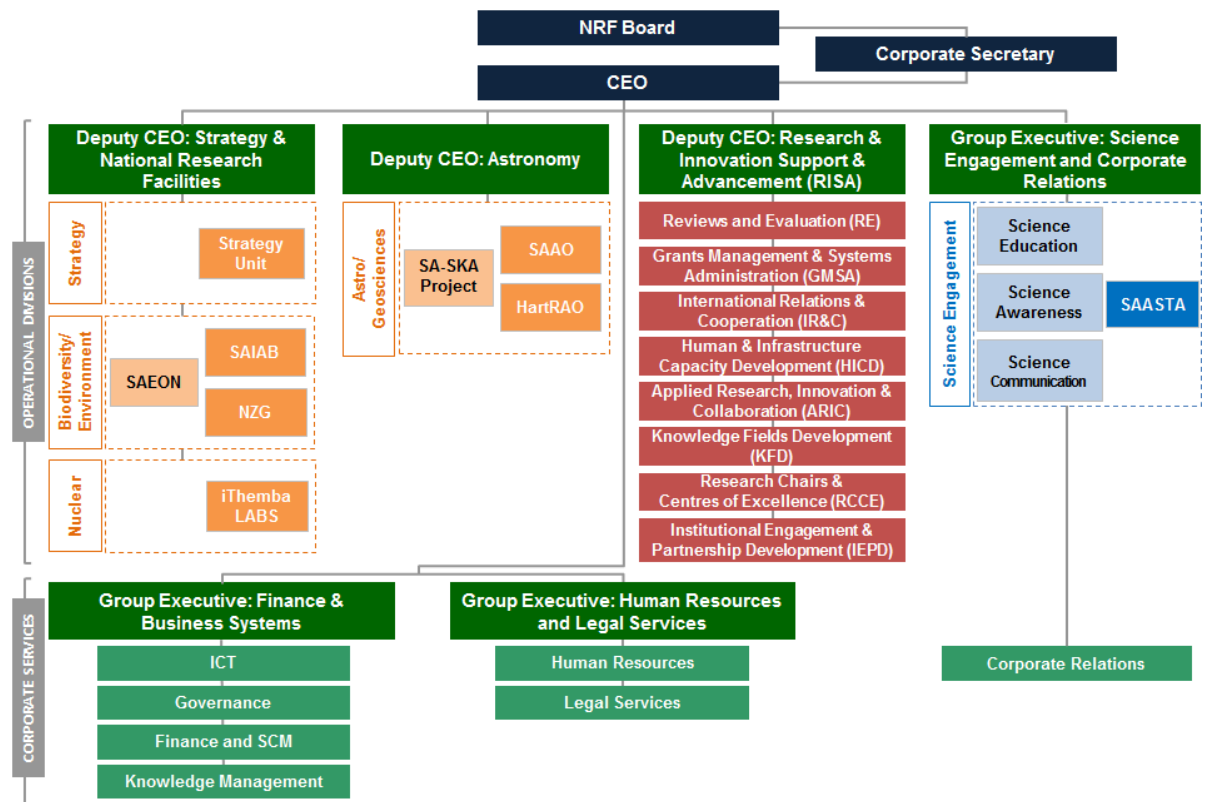 NRF Board
Corporate Secretary
CEO
OPERATIONAL DIVISIONS
Deputy CEO: Strategy &
National Research
Facilities
Strategy
Strategy
Unit
Biodiversity/
Environment
SAEON
SAIAB
NZG
Nuclear
iThemba
LABS
Deputy CEO: Astronomy
Astro/
Geosciences
SA-SKA
Project
SAAO
HartRAO
Deputy CEO: Research &
Innovation Support &
Advancement (RISA)
Reviews and Evaluation (RE)
Grants Management & Systems
Administration (GMSA)
International Relations &
Cooperation (IR&C)
Human & Infrastructure
Capacity Development (HICD)
Applied Research, Innovation &
Collaboration (ARIC)
Knowledge Fields Development
(KFD)
Research Chairs &
Centres of Excellence (RCCE)
Institutional Engagement &
Partnership Development (IEPD)
Group Executive: Science
Engagement and Corporate
Relations
Science Engagement
Science
Education
Science
Awareness
Science
Communication
SAASTA
CORPORATE SERVICES
Group Executive: Finance &
Business Systems
ICT
Governance
Finance and SCM
Knowledge Management
Group Executive: Human Resources
and Legal Services
Human Resources
Legal Services
Corporate Relations